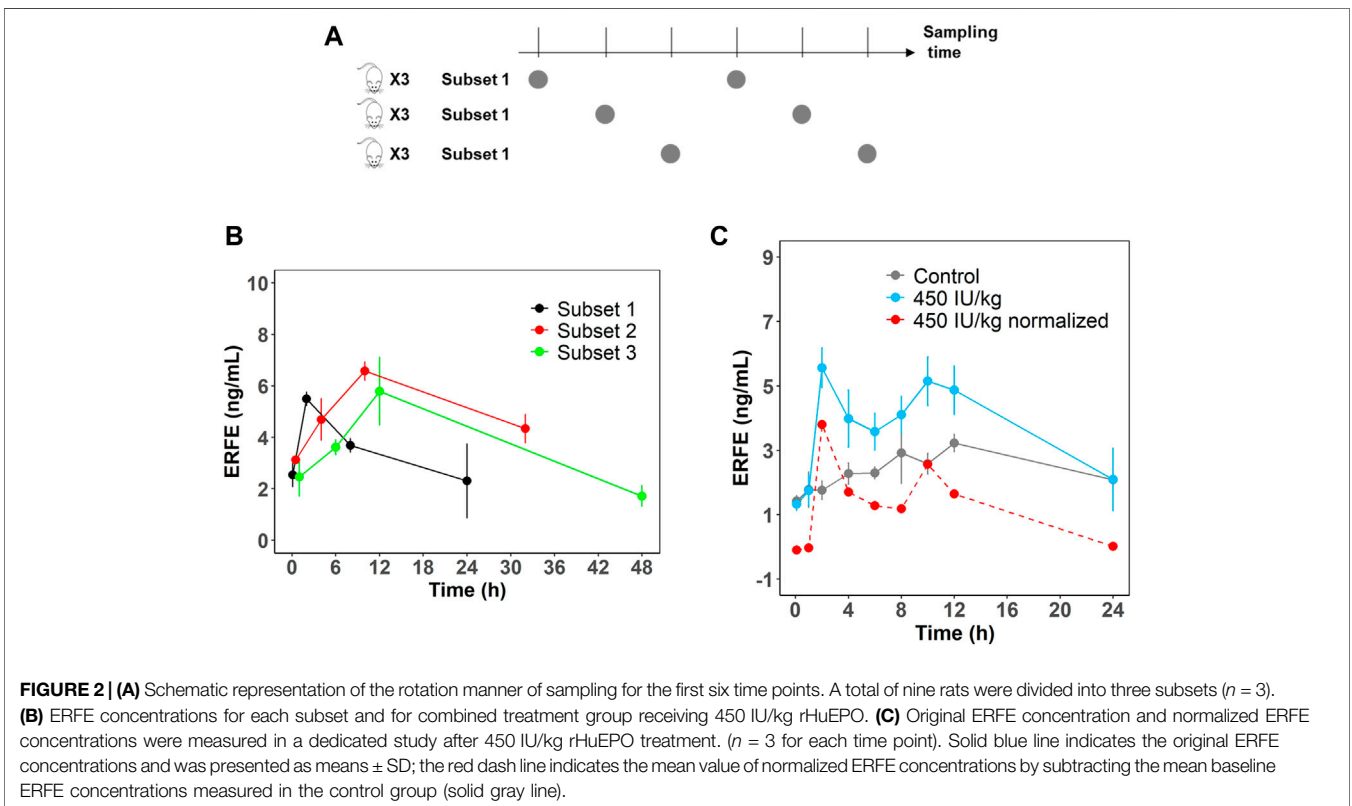 A
Sampling
time
X3 Subset 1
X3 Subset 1
X3 Subset 1
B
10
8
6
4
2
0
ERFE (ng/mL)
Subset 1
Subset 2
Subset 3
0 6 12 18 24 30 36 42 48
Time (h)
C
9
7
5
3
1
-1
ERFE (ng/mL)
Control
450 IU/kg
450 IU/kg normalized
0 4 8 12 16 20 24
Time (h)
FIGURE 2 | (A) Schematic representation of the rotation manner of sampling for the first six time points. A total of nine rats were divided into three subsets (n = 3).
(B) ERFE concentrations for each subset and for combined treatment group receiving 450 IU/kg rHuEPO. (C) Original ERFE concentration and normalized ERFE
concentrations were measured in a dedicated study after 450 IU/kg rHuEPO treatment. (n = 3 for each time point). Solid blue line indicates the original ERFE
concentrations and was presented as means ± SD; the red dash line indicates the mean value of normalized ERFE concentrations by subtracting the mean baseline
ERFE concentrations measured in the control group (solid gray line).